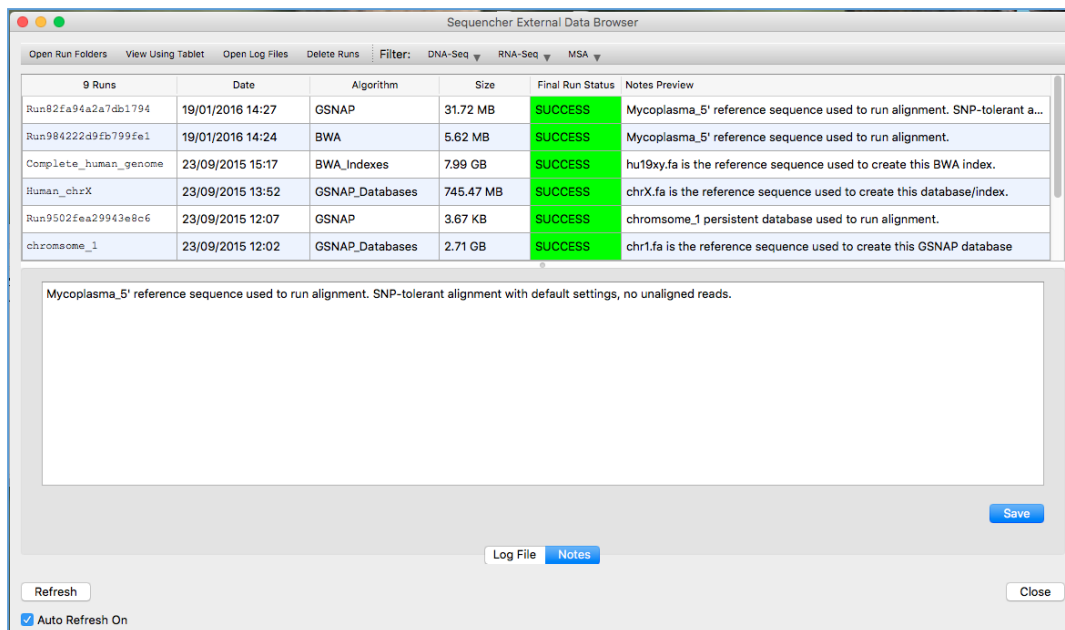 Sequencher External Data Browser
Open Run Folders View Using Tablet Open Log Files Delete Runs Filter: DNA-Seq RNA-Seq MSA
9 Runs Date Algorithm Size Final Run Status Notes Preview
Run82fa94a2a7db1794 19/01/2016 14:27 GSNAP 31.72 MB SUCCESS Mycoplasma_5' reference sequence used to run alignment. SNP-tolerant a...
Run984222d9fb799fe1 19/01/2016 14:24 BWA 5.62 MB SUCCESS Mycoplasma_5' reference sequence used to run alignment.
Complete_human_genome 23/09/2015 15:17 BWA_Indexes 7.99 GB SUCCESS hu19xy.fa is the reference sequence used to create this BWA index.
Human_chrX 23/09/2015 13:52 GSNAP_Databases 745.47 MB SUCCESS chrX.fa is the reference sequence used to create this database/index.
Run9502fea29943e8c6 23/09/2015 12:07 GSNAP 3.67 KB SUCCESS chromsome_1 persistent database used to run alignment.
chromsome_1 23/09/2015 12:02 GSNAP_Databases 2.71 GB SUCCESS chr1.fa is the reference sequence used to create this GSNAP database
Mycoplasma_5' reference sequence used to run alignment. SNP-tolerant alignment with default settings, no unaligned reads.
Save
Log File Notes
Refresh Close
Auto Refresh On